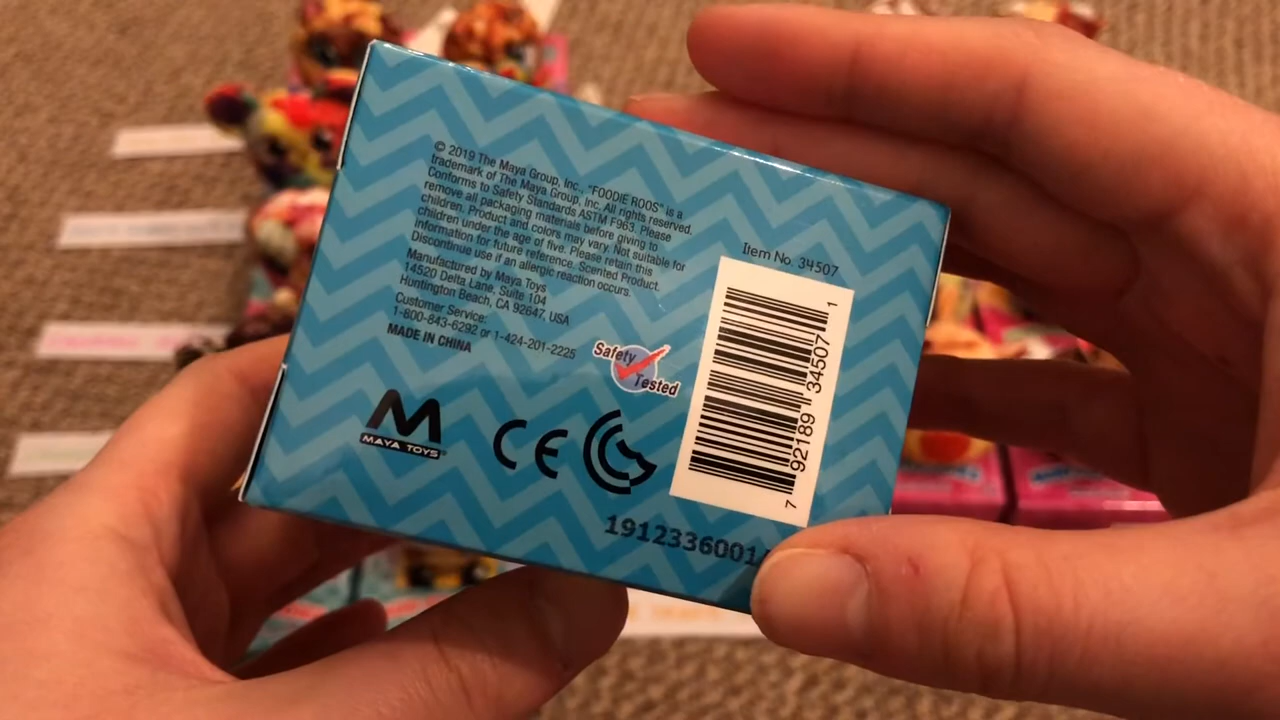 © 2019 The Maya Group, Inc., "FOODIE ROOS" is a
trademark of The Maya Group, Inc. All rights reserved.
Conforms to Safety Standards ASTM F963. Please
remove all packaging materials before giving to
children. Product and colors may vary. Not suitable for
children under the age of five. Please retain this
information for future reference. Scented Product.
Discontinue use if an allergic reaction occurs.
Manufactured by Maya Toys
14520 Delta Lane, Suite 104
Huntington Beach, CA 92647, USA
Customer Service:
1-800-843-6292 or 1-424-201-2225
MADE IN CHINA
Item No. 34507
Safety
Tested
M
MAYA TOYS
CE
7 92189 34507 1
1912336001